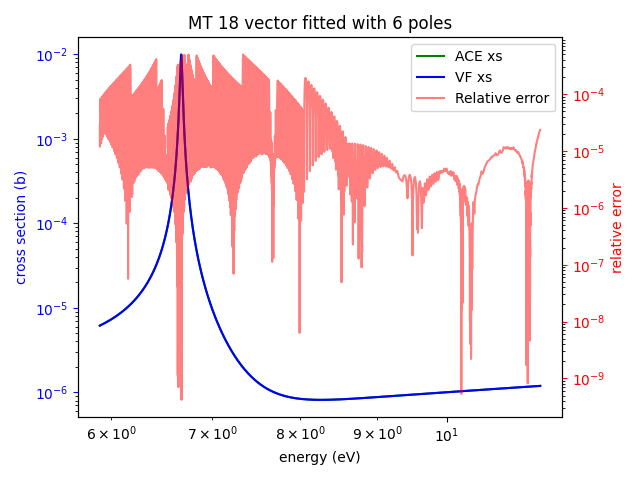 MT 18 vector fitted with 6 poles
ACE xs
VF xs
Relative error
cross section (b)
10⁻²
10⁻³
10⁻⁴
10⁻⁵
10⁻⁶
relative error
10⁻⁴
10⁻⁵
10⁻⁶
10⁻⁷
10⁻⁸
10⁻⁹
6 × 10⁰ 7 × 10⁰ 8 × 10⁰ 9 × 10⁰ 10¹
energy (eV)